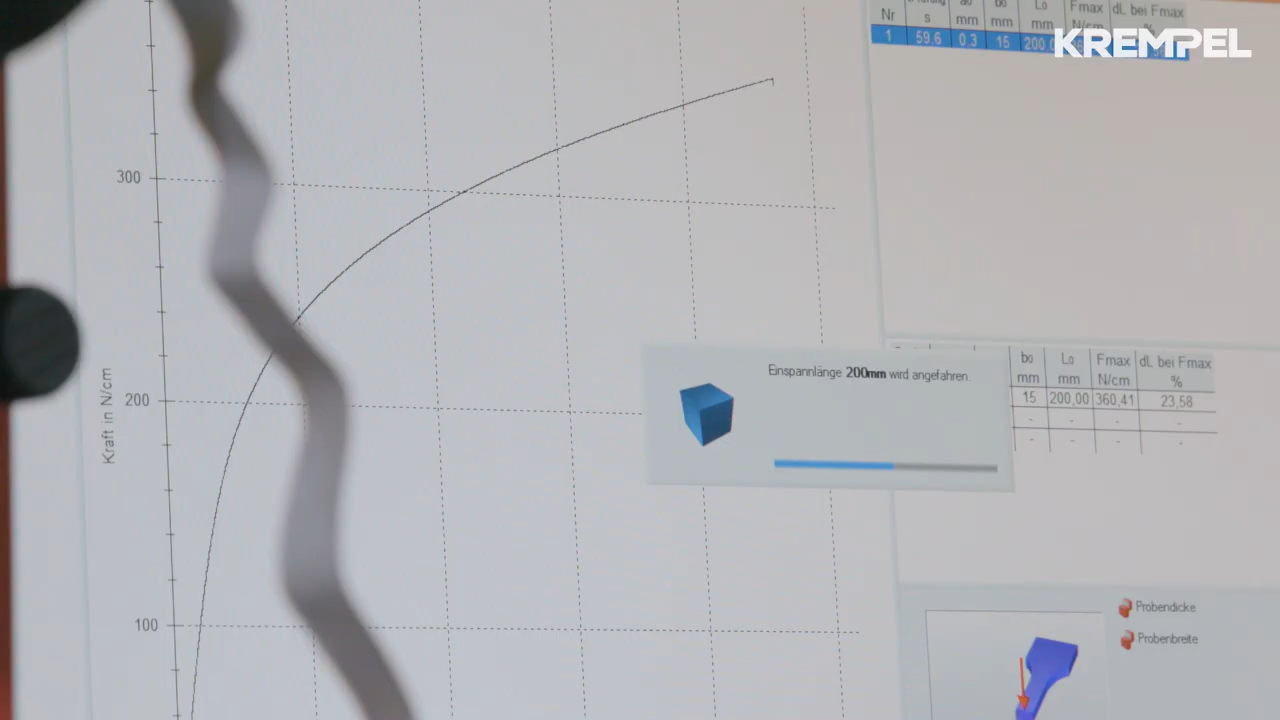 Nr
s
mm
mm
L₀
mm
Fmax
N/cm
dL bei Fmax
%
1 59.6 0.3 15 200
KREMPEL
300
200
100
Kraft in N/cm
Einspannlänge 200mm wird angefahren.
b₀ L₀ Fmax dL bei Fmax
mm mm N/cm %
15 200,00 360,41 23,58
- - - -
- - - -
Probendicke
Probenbreite